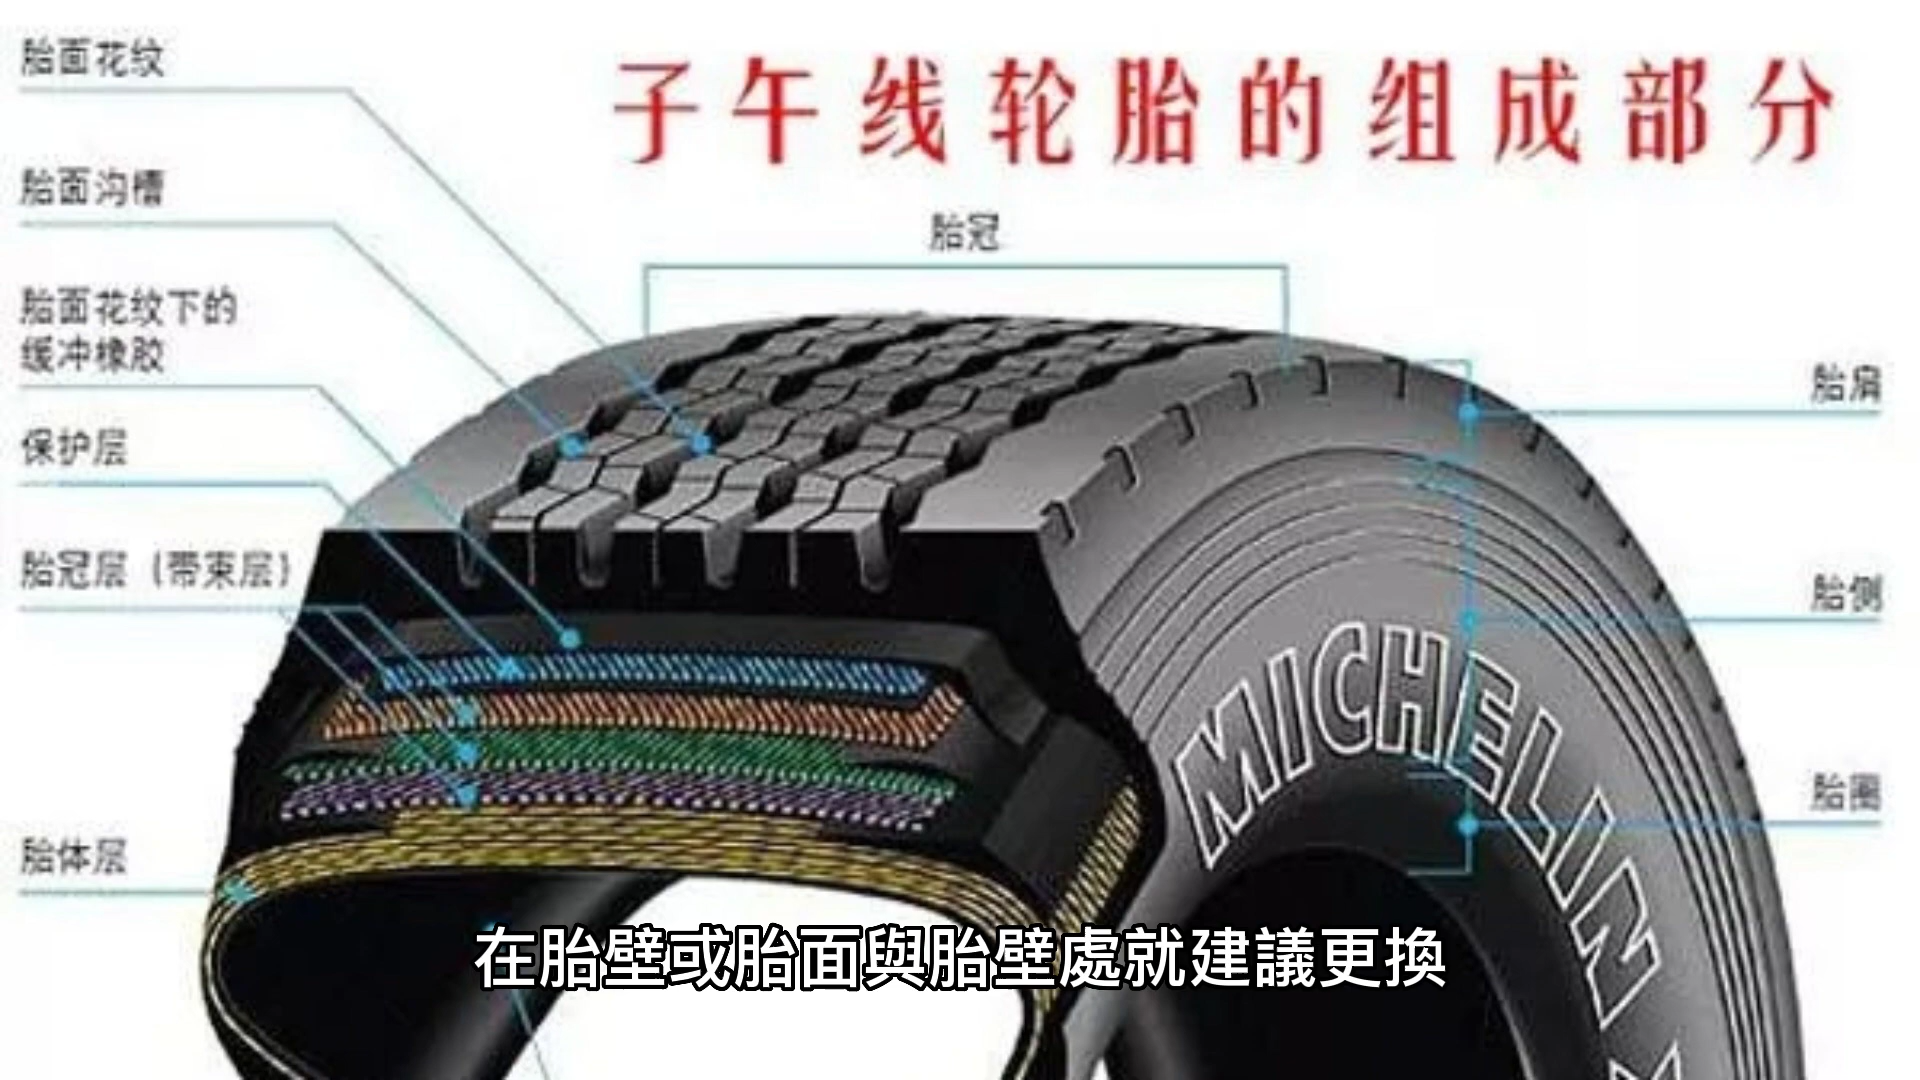 子午线轮胎的组成部分
胎面花纹
胎面沟槽
胎面花纹下的
缓冲橡胶
保护层
胎冠层（带束层）
胎体层
胎冠
胎肩
胎侧
胎圈
MICHELIN
在胎壁或胎面與胎壁處就建議更換